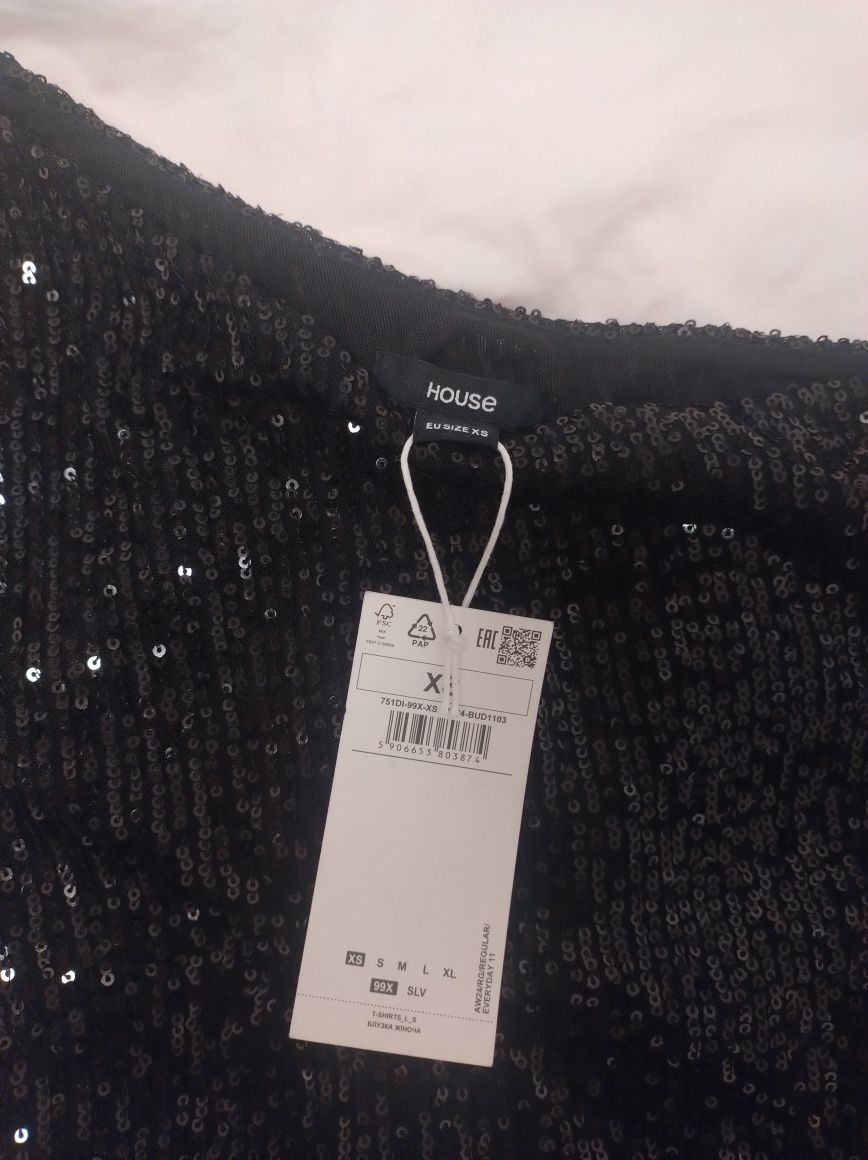 House
EU SIZE XS
FSC
MIX
22
PAP
EAC
751DI-99X-XS
-BUD1103
5 906653 803874
XS S M L XL
99X SLV
AW24/RG/REGULAR/
EVERYDAY 11
T-SHIRTS_L_S
БЛУЗКА ЖІНОЧА